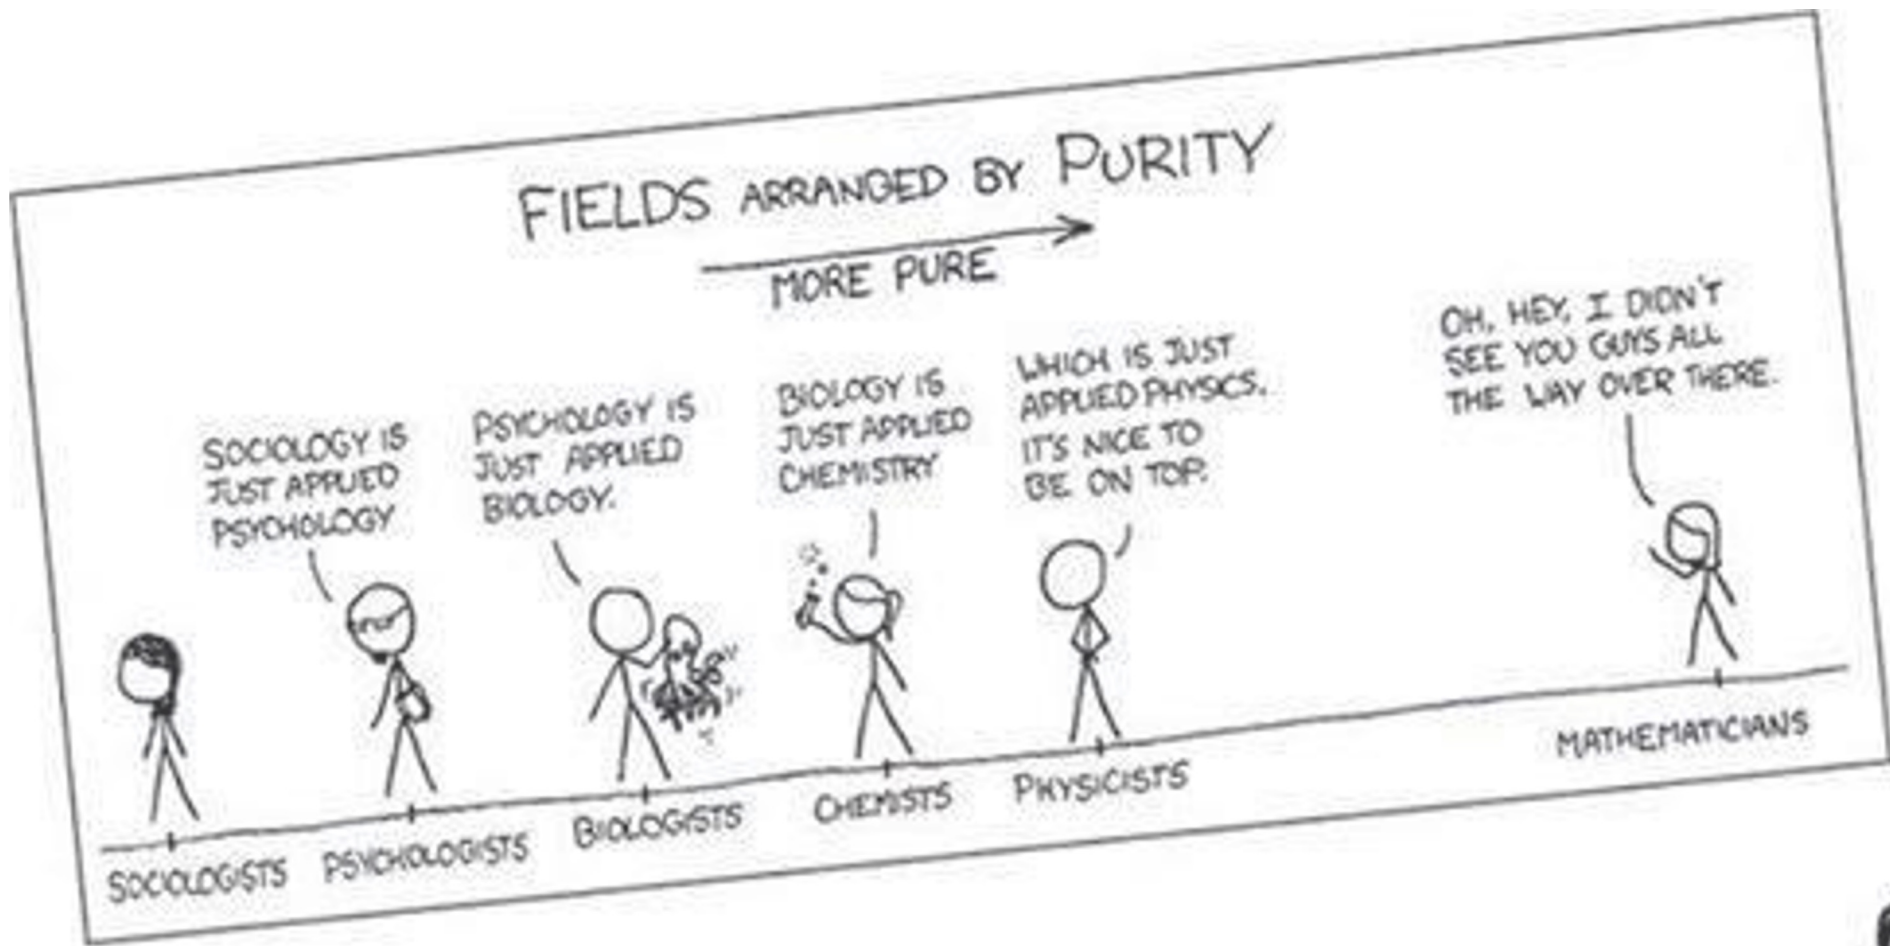 FIELDS ARRANGED BY PURITY
MORE PURE
SOCIOLOGY IS
JUST APPLIED
PSYCHOLOGY
PSYCHOLOGY IS
JUST APPLIED
BIOLOGY.
BIOLOGY IS
JUST APPLIED
CHEMISTRY
WHICH IS JUST
APPLIED PHYSICS.
IT'S NICE TO
BE ON TOP.
OH, HEY, I DIDN'T
SEE YOU GUYS ALL
THE WAY OVER THERE.
SOCIOLOGISTS
PSYCHOLOGISTS
BIOLOGISTS
CHEMISTS
PHYSICISTS
MATHEMATICIANS